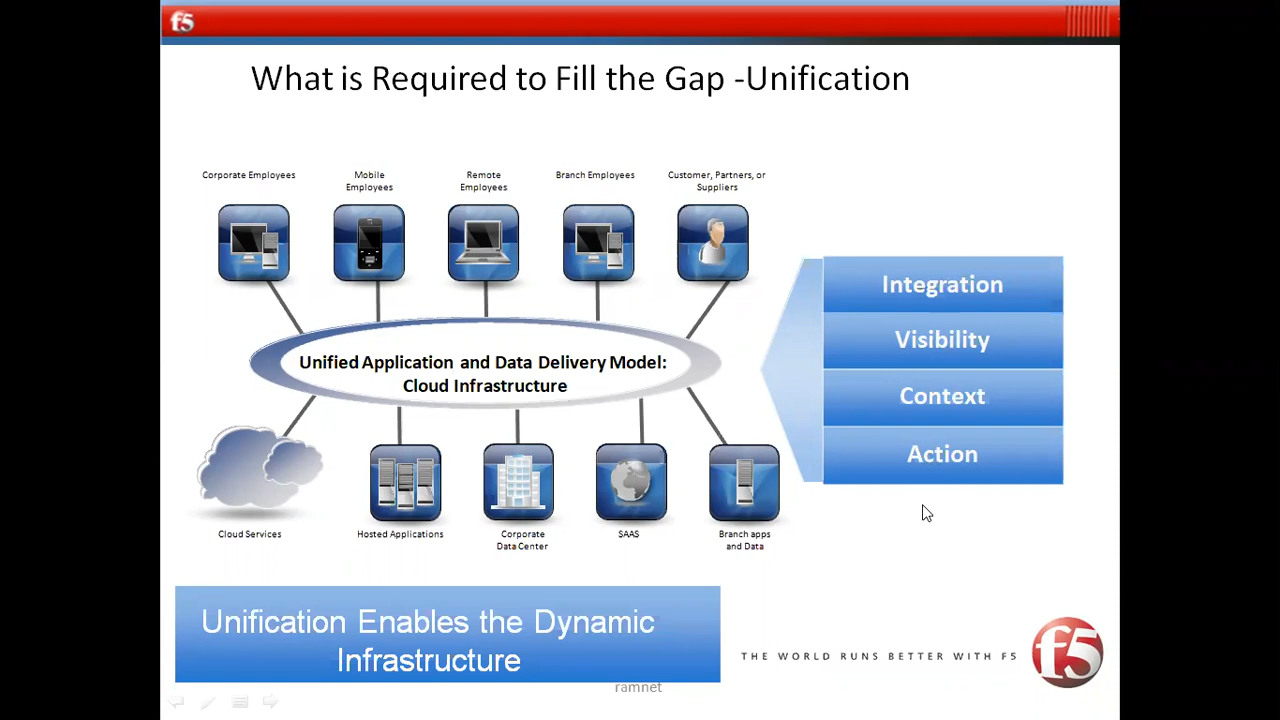 f5
What is Required to Fill the Gap -Unification
Corporate Employees
Mobile
Employees
Remote
Employees
Branch Employees
Customer, Partners, or
Suppliers
Integration
Visibility
Context
Action
Unified Application and Data Delivery Model:
Cloud Infrastructure
Cloud Services
Hosted Applications
Corporate
Data Center
SAAS
Branch apps
and Data
Unification Enables the Dynamic
Infrastructure
THE WORLD RUNS BETTER WITH F5
f5
ramnet